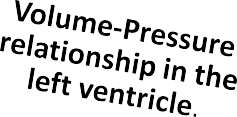 Volume-Pressure
relationship in the
left ventricle.